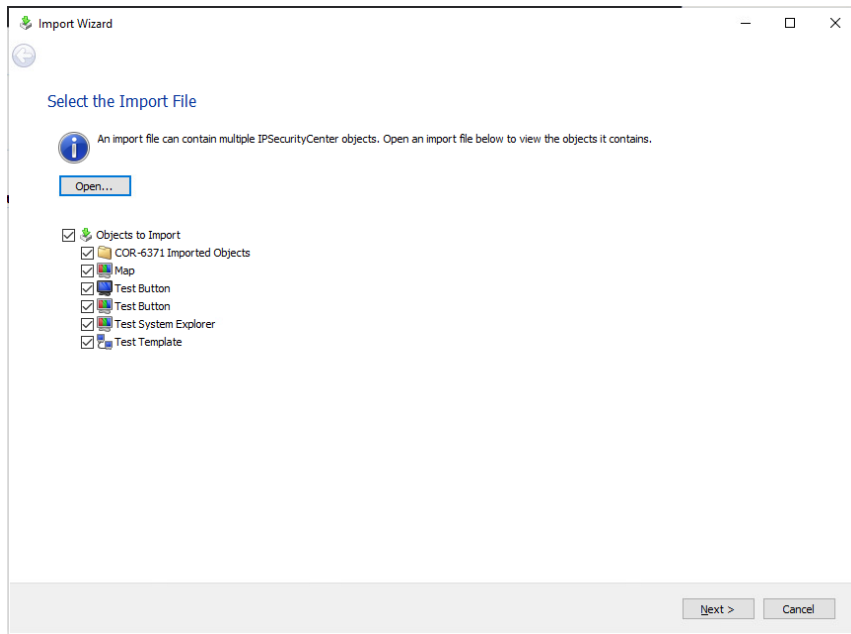 Import Wizard
Select the Import File
An import file can contain multiple IPSecurityCenter objects. Open an import file below to view the objects it contains.
Open...
Objects to Import
COR-6371 Imported Objects
Map
Test Button
Test Button
Test System Explorer
Test Template
Next >
Cancel